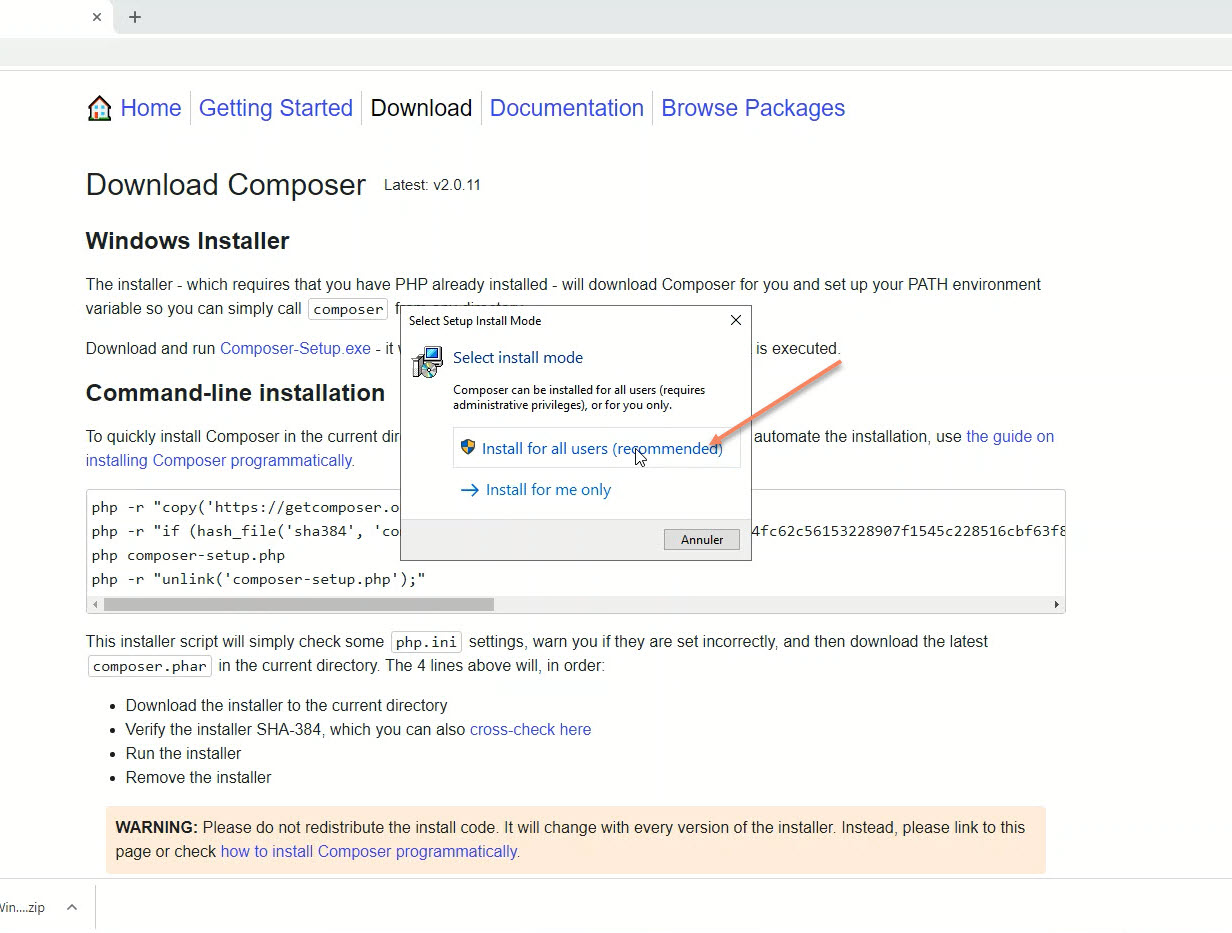 Home Getting Started Download Documentation Browse Packages
Download Composer Latest: v2.0.11
Windows Installer
The installer - which requires that you have PHP already installed - will download Composer for you and set up your PATH environment
variable so you can simply call composer
Download and run Composer-Setup.exe - it
is executed.
Select Setup Install Mode
Select install mode
Composer can be installed for all users (requires
administrative privileges), or for you only.
Install for all users (recommended)
Install for me only
Annuler
Command-line installation
To quickly install Composer in the current
automate the installation, use the guide on
installing Composer programmatically.
php -r "copy('https://getcomposer.o
php -r "if (hash_file('sha384', 'co
4fc62c56153228907f1545c228516cbf63f8
php composer-setup.php
php -r "unlink('composer-setup.php');"
This installer script will simply check some php.ini settings, warn you if they are set incorrectly, and then download the latest
composer.phar in the current directory. The 4 lines above will, in order:
• Download the installer to the current directory
• Verify the installer SHA-384, which you can also cross-check here
• Run the installer
• Remove the installer
WARNING: Please do not redistribute the install code. It will change with every version of the installer. Instead, please link to this
page or check how to install Composer programmatically.
Win....zip